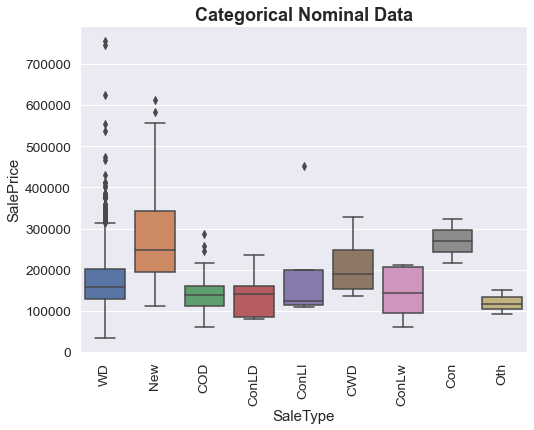 Categorical Nominal Data
700000
600000
500000
400000
300000
200000
100000
0
SalePrice
WD
New
COD
ConLD
ConLI
CWD
ConLw
Con
Oth
SaleType